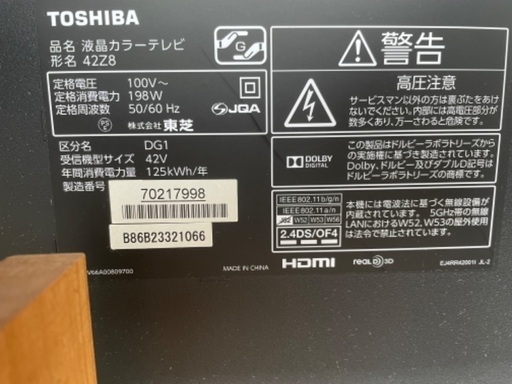 TOSHIBA
品名 液晶カラーテレビ
形名 42Z8
定格電圧 100V～
定格消費電力 198W
定格周波数 50/60 Hz
G
JQA
PS
E
株式会社 東芝
区分名 DG1
受信機型サイズ 42V
年間消費電力量 125kWh/年
製造番号
70217998
B86B23321066
V66A00809700
MADE IN CHINA
警告
高圧注意
サービスマン以外の方は裏ぶたをあけ
ないでください。内部には高電圧部分が
数多くあり、万一さわると危険です。
DOLBY
DIGITAL
この製品はドルビーラボラトリーズから
の実施権に基づき製造されています。
Dolby、ドルビー及びダブルD記号は
ドルビーラボラトリーズの商標です。
IEEE802.11b/g/n
IEEE802.11a/n
J52 W52 W53 W56
2.4DS/OF4
この製品には、電波法に基づく無線設備が
内蔵されています。 5GHz帯の無線
LANにおけるW52、W53の屋外使用
は法令で禁止されています。
HDMI
REAL D 3D
EJ4RIR42001I JL-2